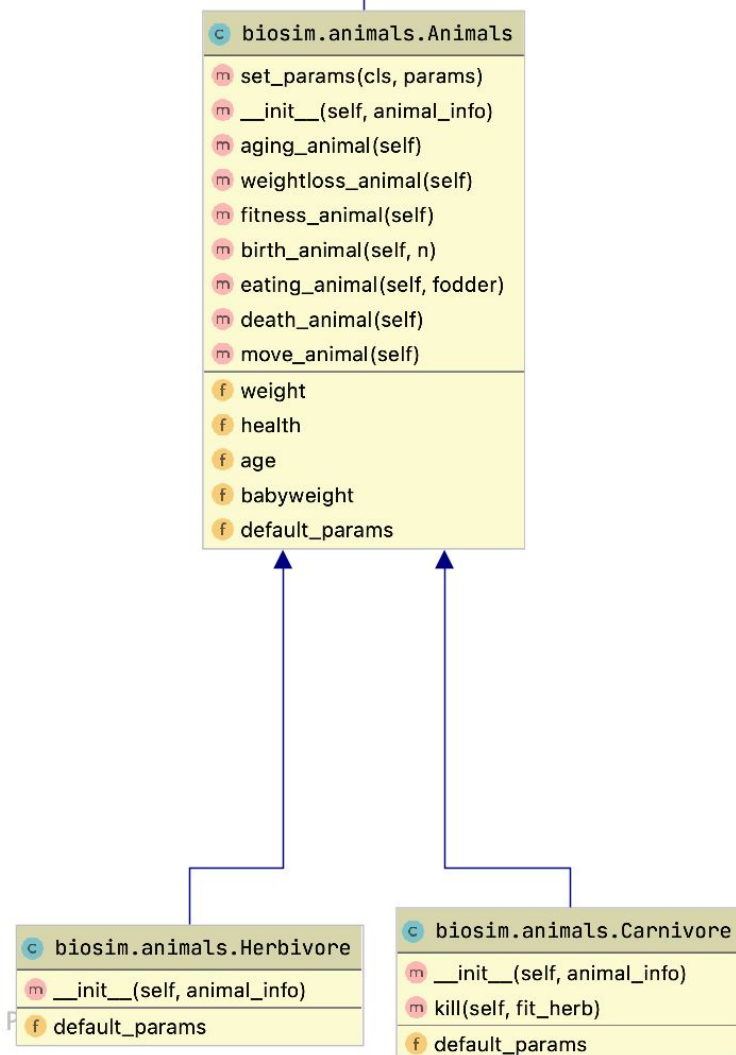 c biosim.animals.Animals
m set_params(cls, params)
m __init__(self, animal_info)
m aging_animal(self)
m weightloss_animal(self)
m fitness_animal(self)
m birth_animal(self, n)
m eating_animal(self, fodder)
m death_animal(self)
m move_animal(self)
f weight
f health
f age
f babyweight
f default_params
c biosim.animals.Herbivore
m __init__(self, animal_info)
f default_params
c biosim.animals.Carnivore
m __init__(self, animal_info)
m kill(self, fit_herb)
f default_params